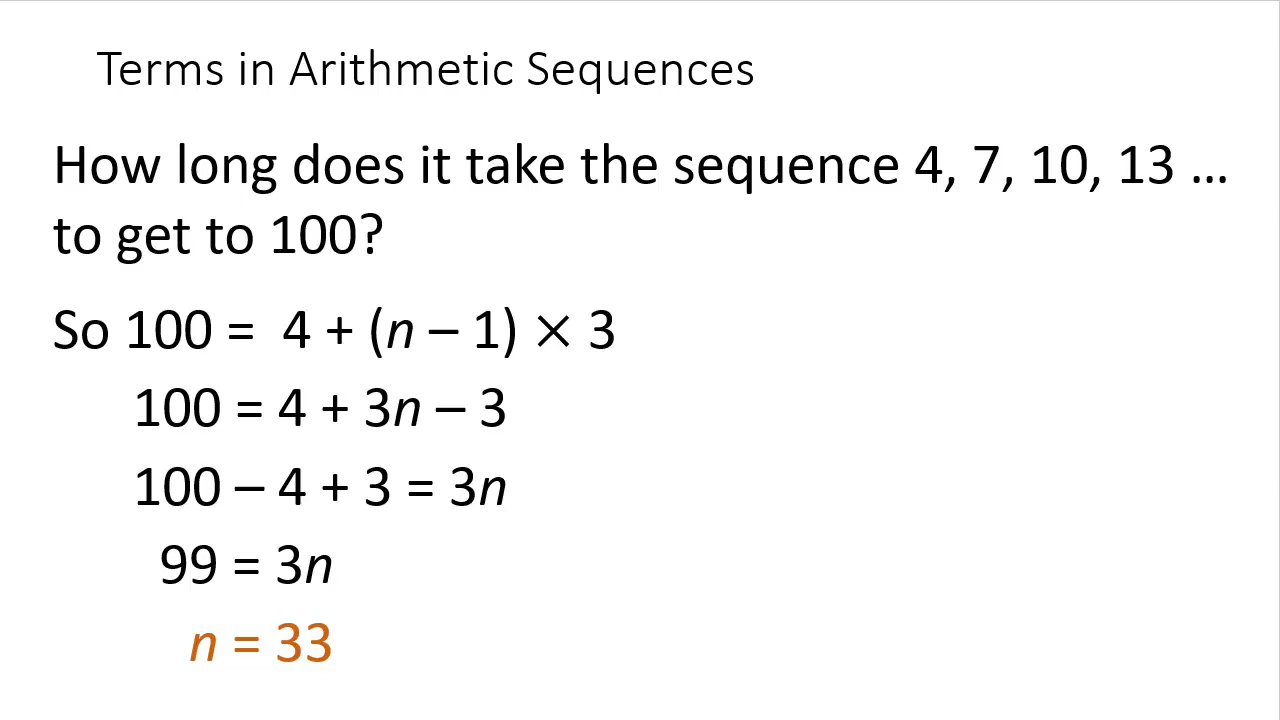 Terms in Arithmetic Sequences
How long does it take the sequence 4, 7, 10, 13 …
to get to 100?
So 100 = 4 + (n – 1) × 3
100 = 4 + 3n – 3
100 – 4 + 3 = 3n
99 = 3n
n = 33